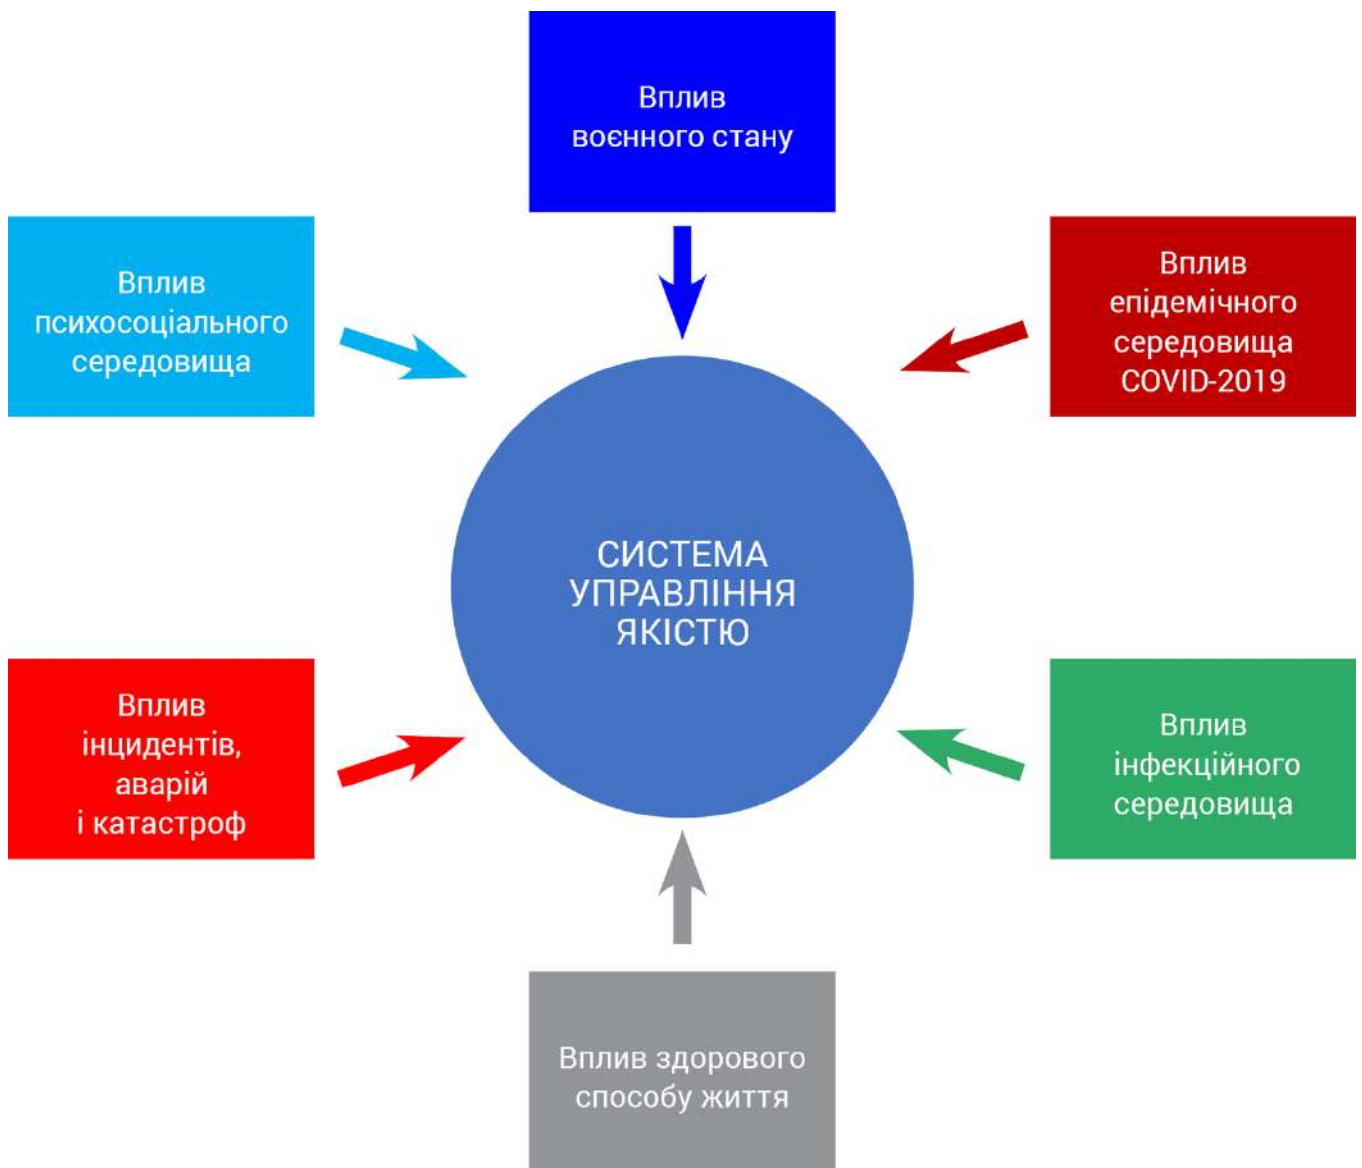 Вплив
воєнного стану
Вплив
психосоціального
середовища
Вплив
епідемічного
середовища
COVID-2019
СИСТЕМА
УПРАВЛІННЯ
ЯКІСТЮ
Вплив
інцидентів,
аварій
і катастроф
Вплив
інфекційного
середовища
Вплив здорового
способу життя